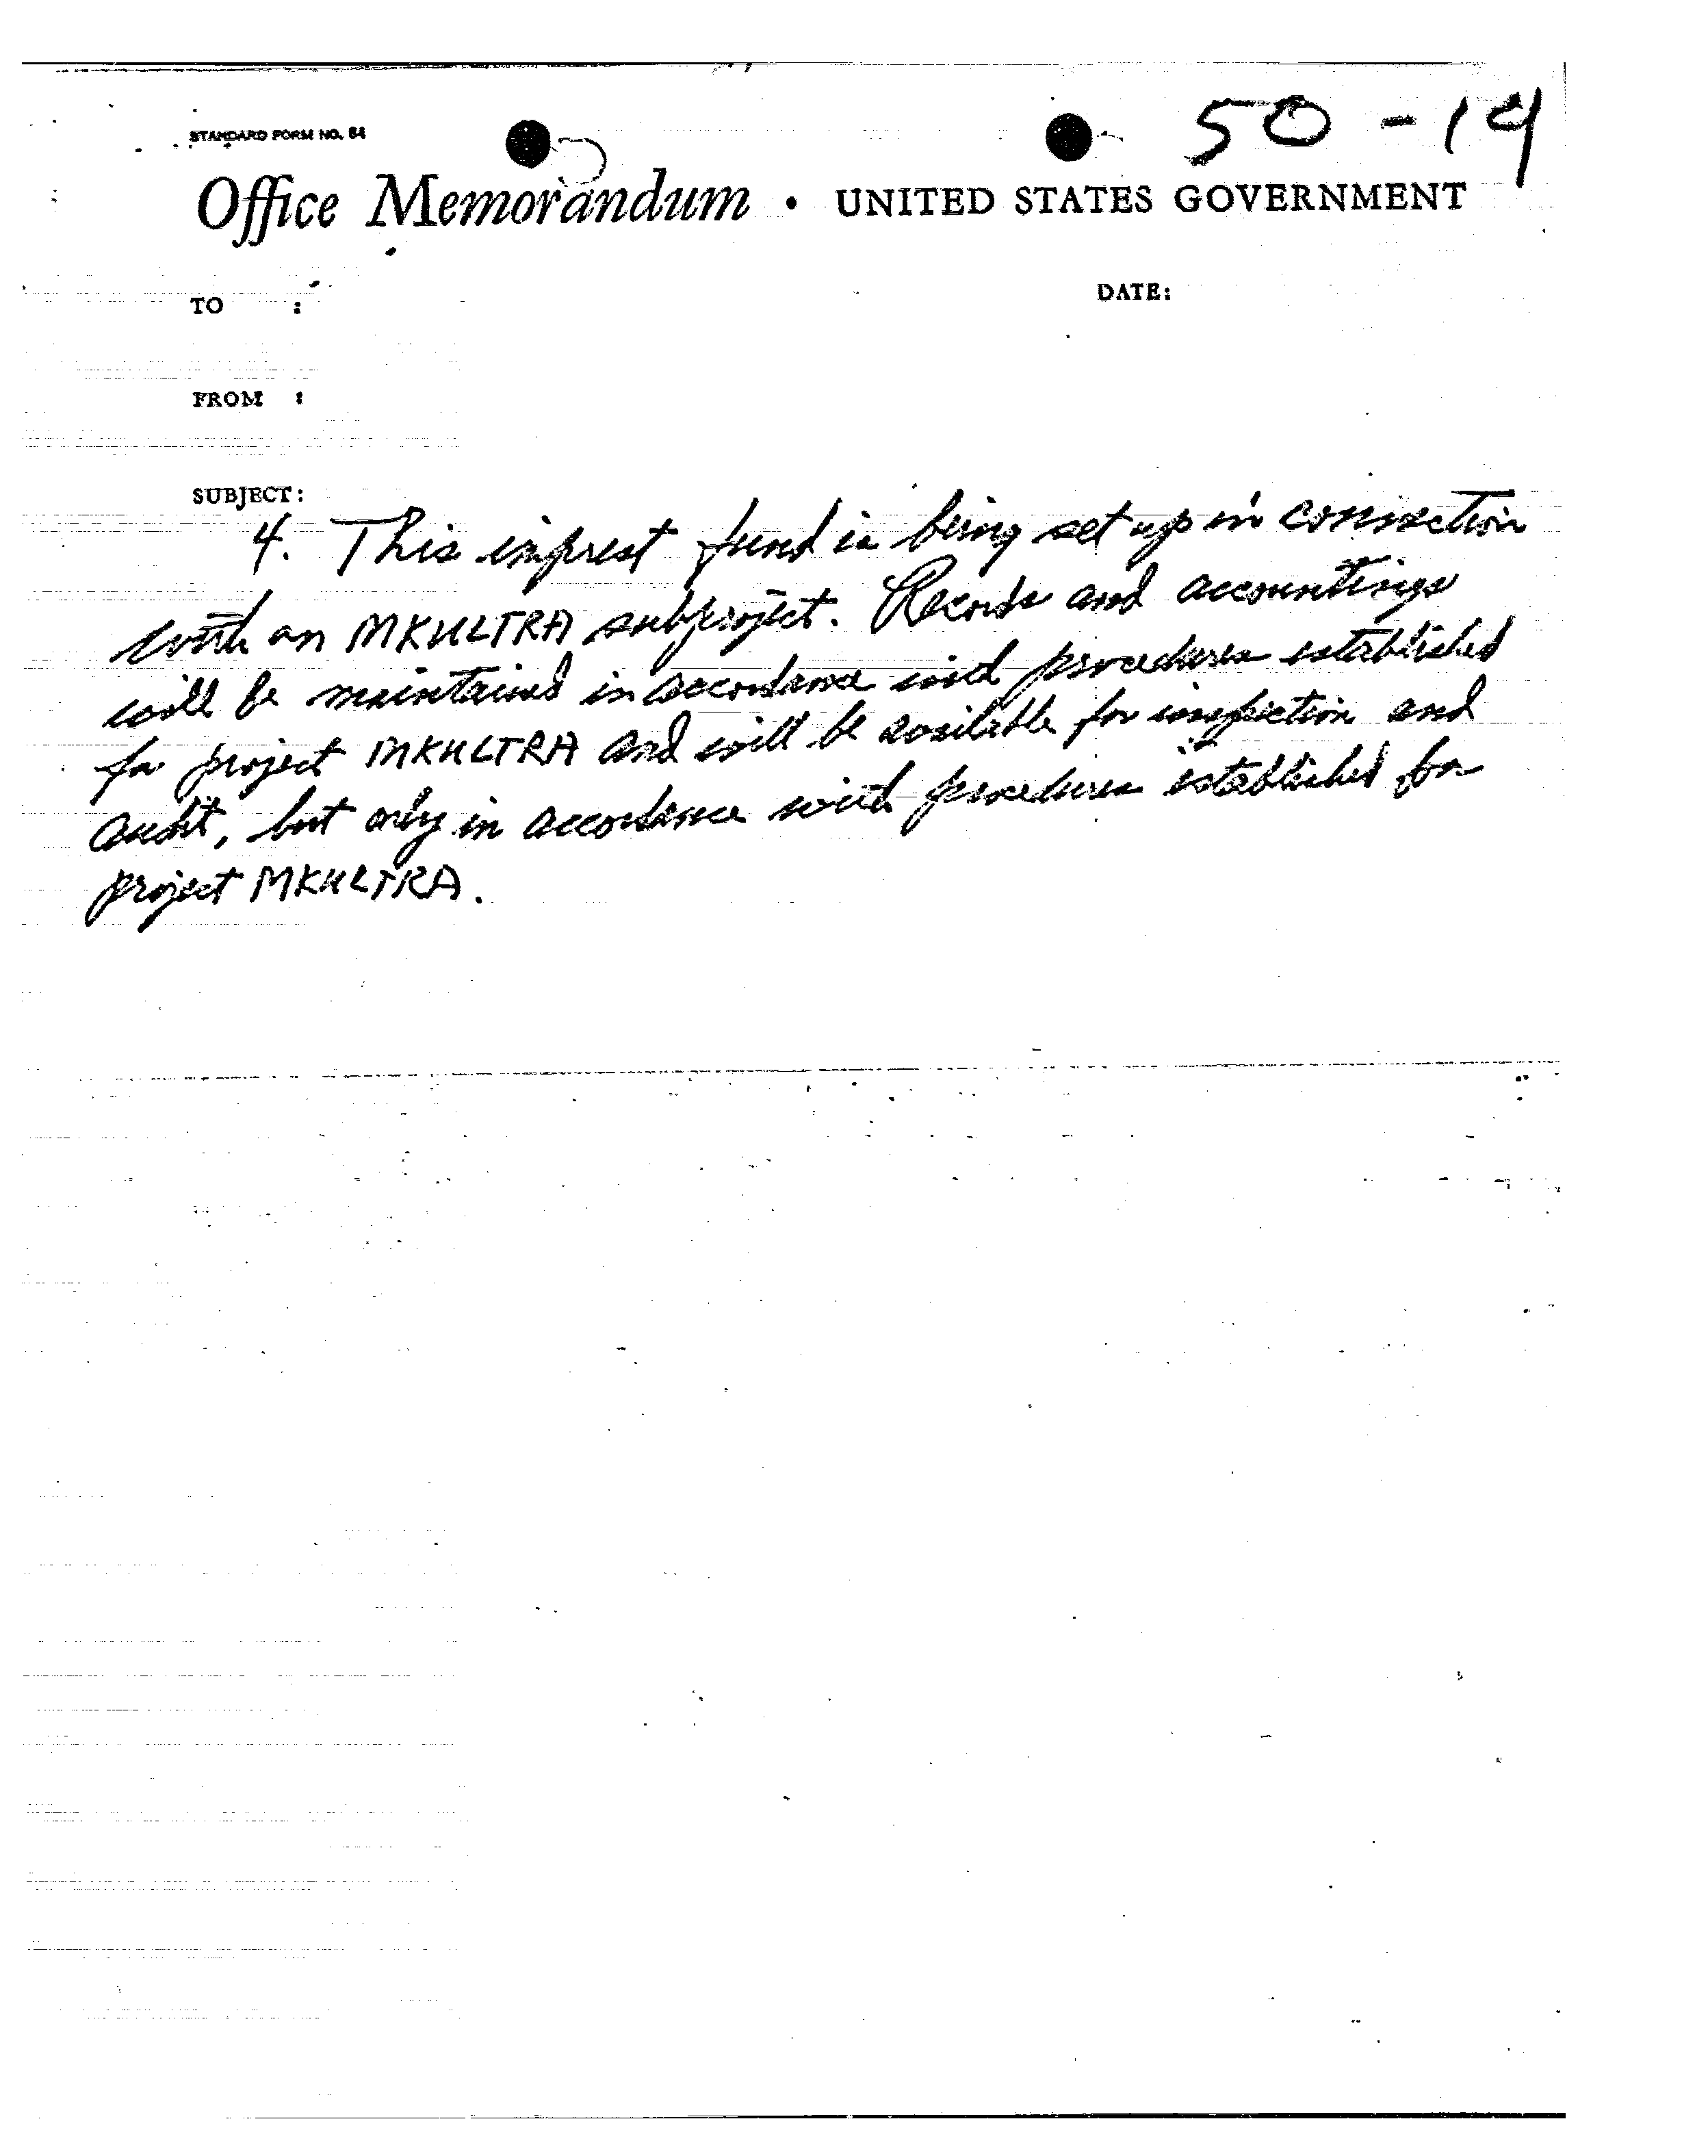 50-14
STANDARD FORM NO. 64
Office Memorandum • UNITED STATES GOVERNMENT
TO :
DATE:
FROM :
SUBJECT:
4. This imprest fund is being set up in connection
with an MKULTRA subproject. Records and accountings
will be maintained in accordance with procedures established
for project MKULTRA and will be available for inspection and
audit, but only in accordance with procedures established for
project MKULTRA.